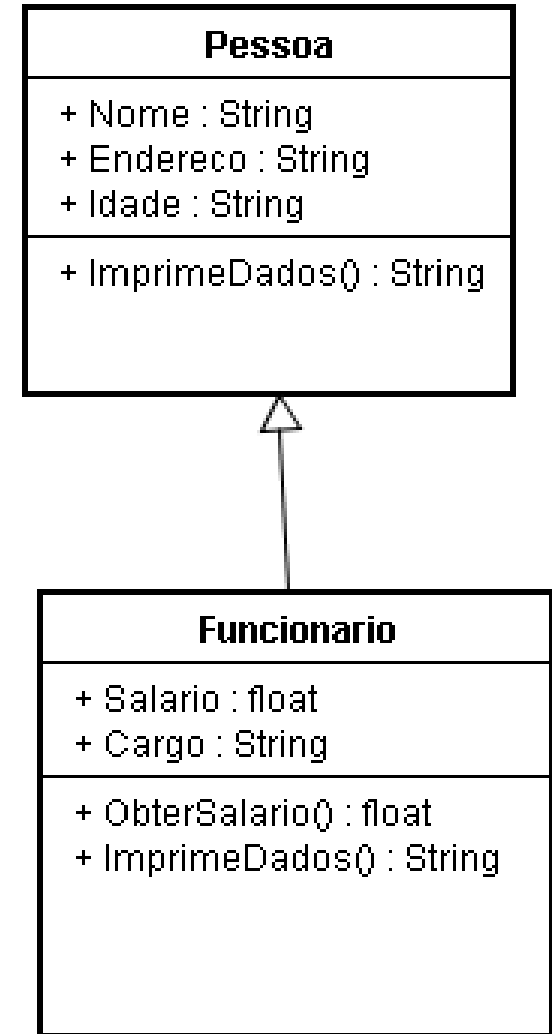 Pessoa
+ Nome : String
+ Endereco : String
+ Idade : String
+ ImprimeDados() : String
Funcionario
+ Salario : float
+ Cargo : String
+ ObterSalario() : float
+ ImprimeDados() : String